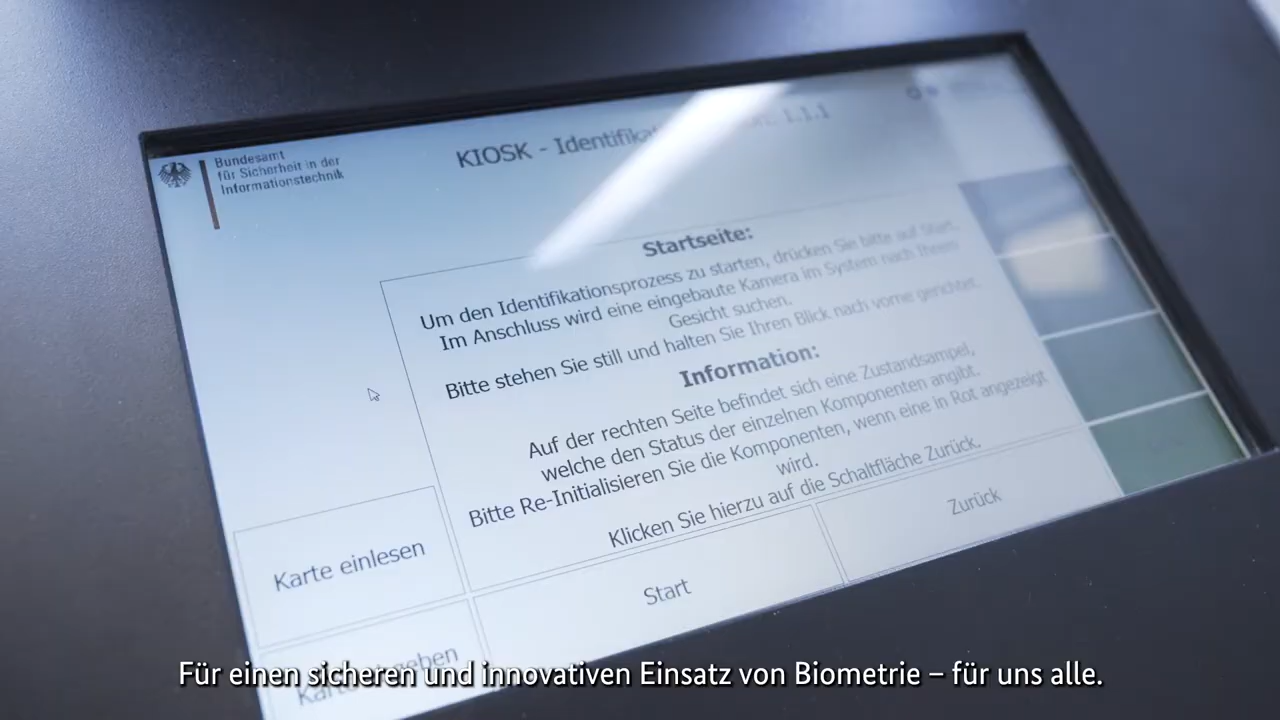 Bundesamt
für Sicherheit in der
Informationstechnik
KIOSK - 1.1.1
Startseite:
Um den Identifikationsprozess zu starten, drücken Sie bitte auf Start.
Im Anschluss wird eine eingebaute Kamera im System nach Ihrem
Gesicht suchen.
Bitte stehen Sie still und halten Sie Ihren Blick nach vorne gerichtet.
Information:
Auf der rechten Seite befindet sich eine Zustandsampel,
welche den Status der einzelnen Komponenten angibt.
Bitte Re-Initialisieren Sie die Komponenten, wenn eine in Rot angezeigt
wird.
Klicken Sie hierzu auf die Schaltfläche Zurück.
Karte einlesen
Start
Zurück
Für einen sicheren und innovativen Einsatz von Biometrie – für uns alle.